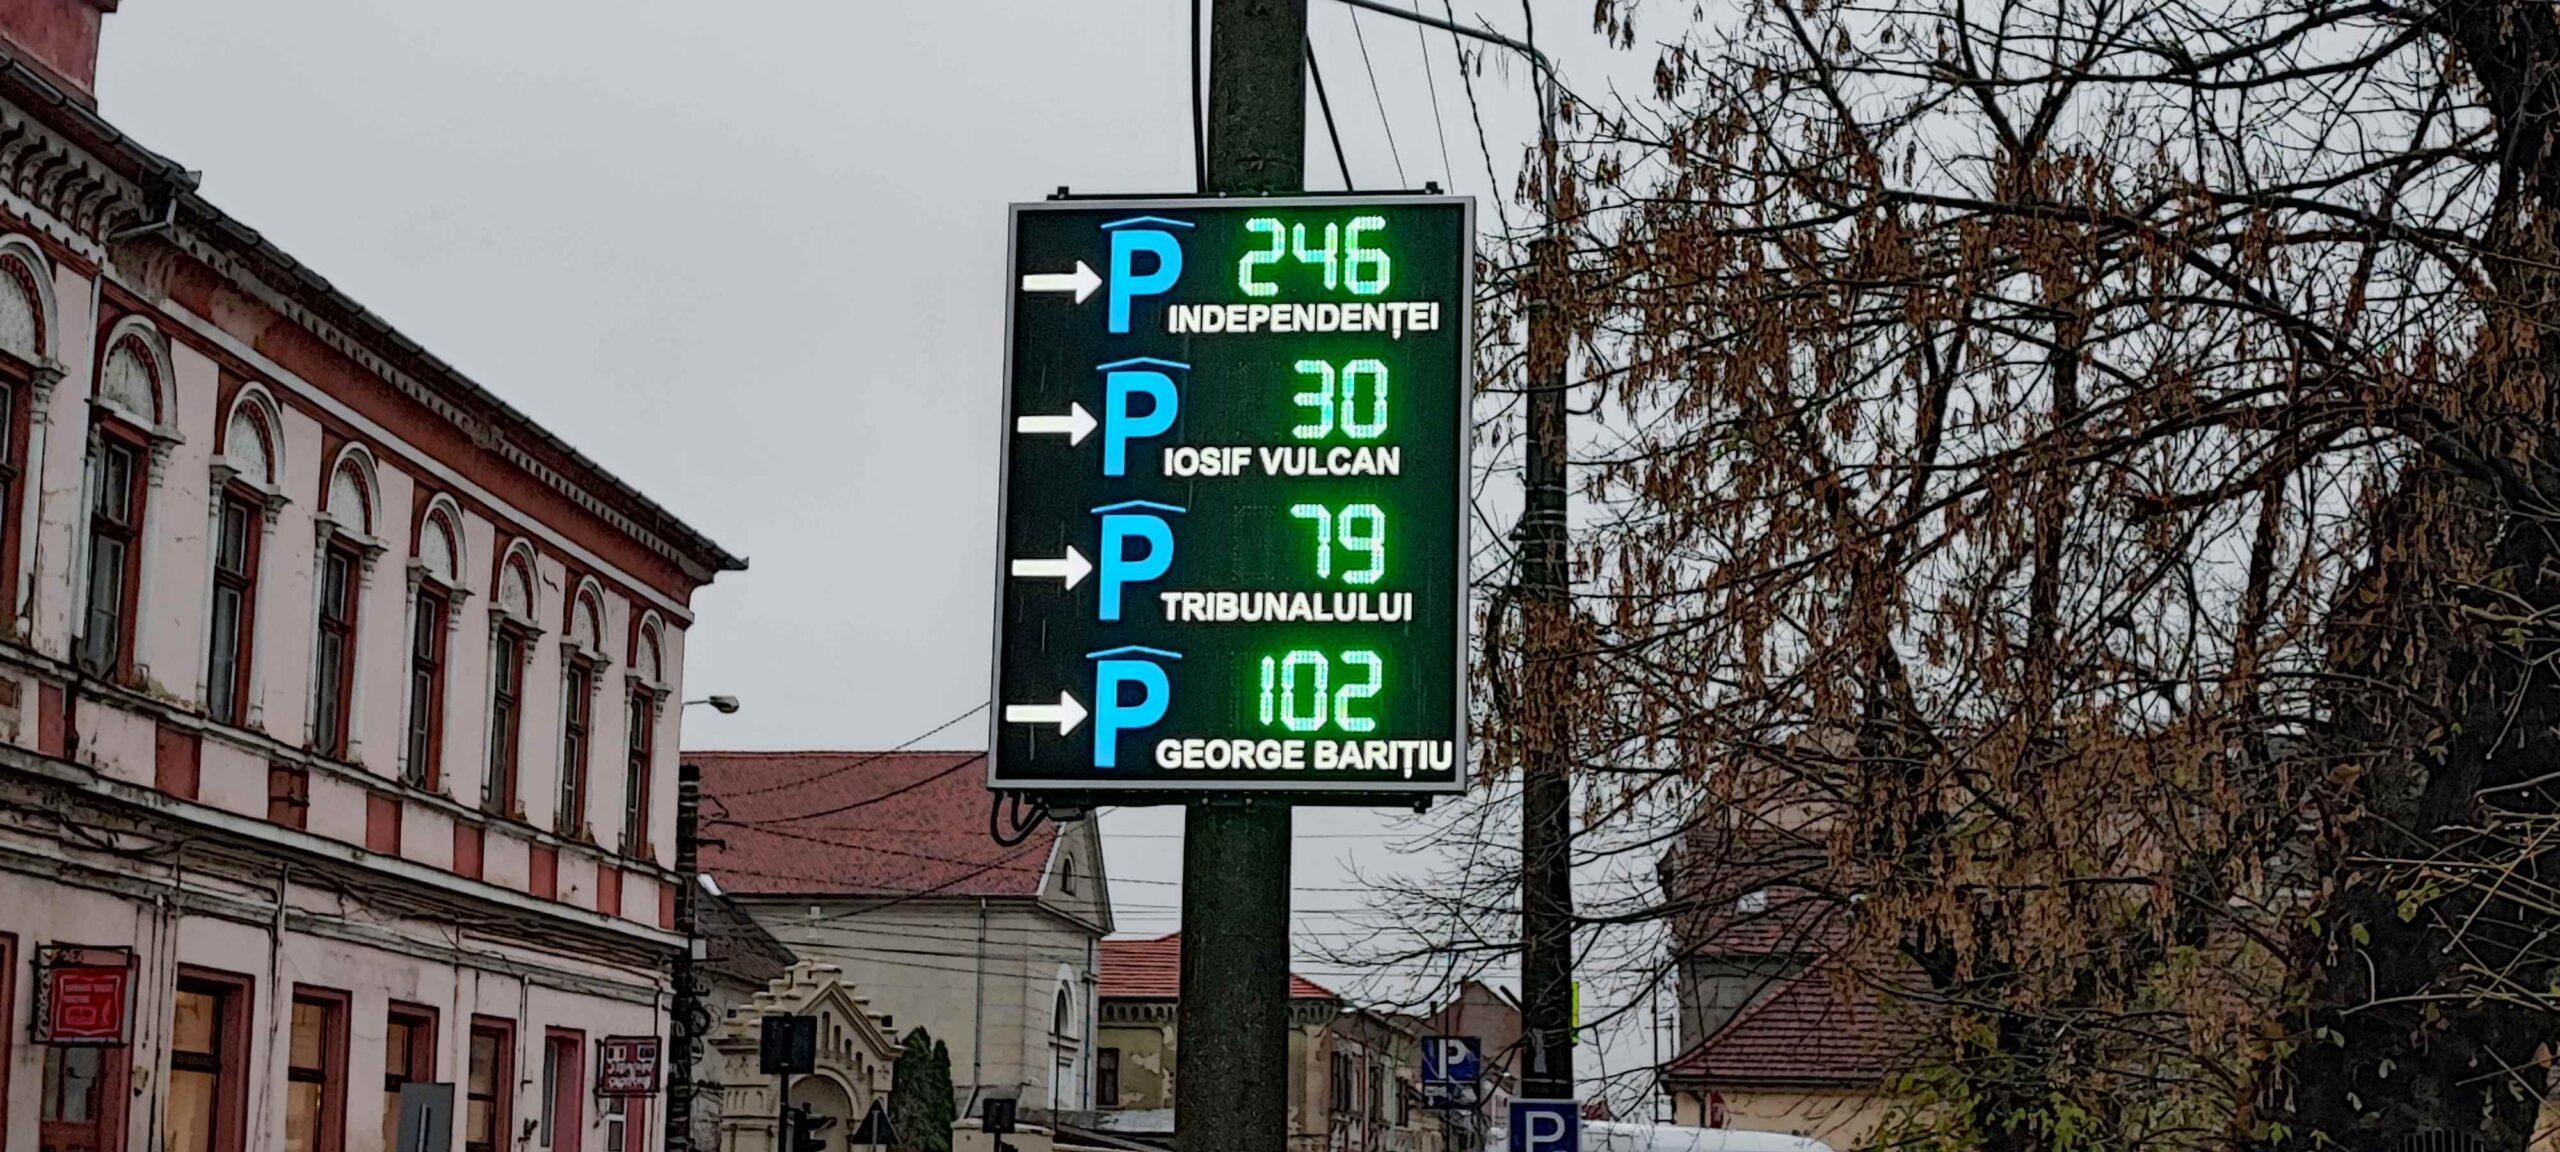 P 246
INDEPENDENȚEI
P 30
IOSIF VULCAN
P 79
TRIBUNALULUI
P 102
GEORGE BARIȚIU
P
P